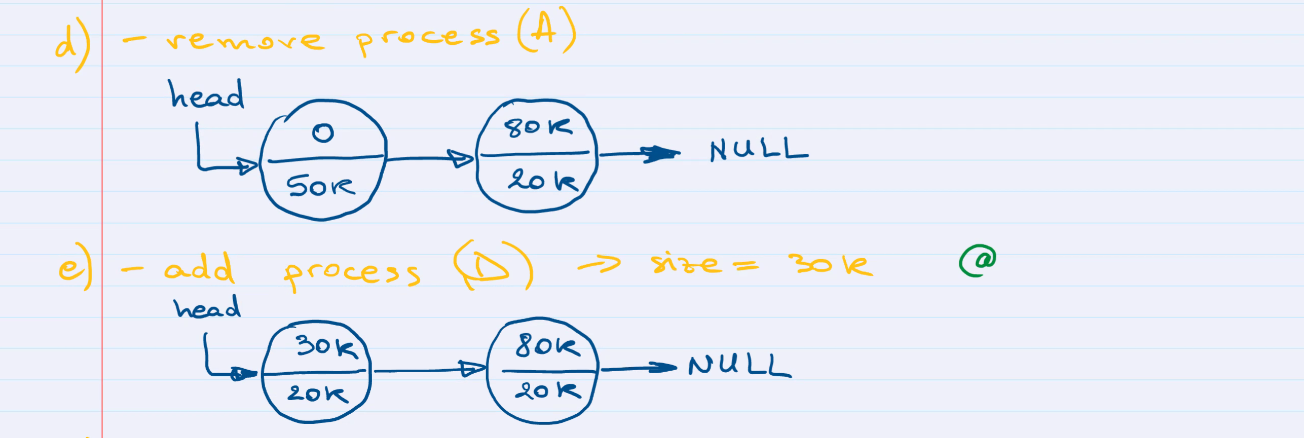 d) - remove process (A)
head
0
50K
80K
20K
NULL
e) - add process (D) → size = 30K @
head
30K
20K
80K
20K
NULL